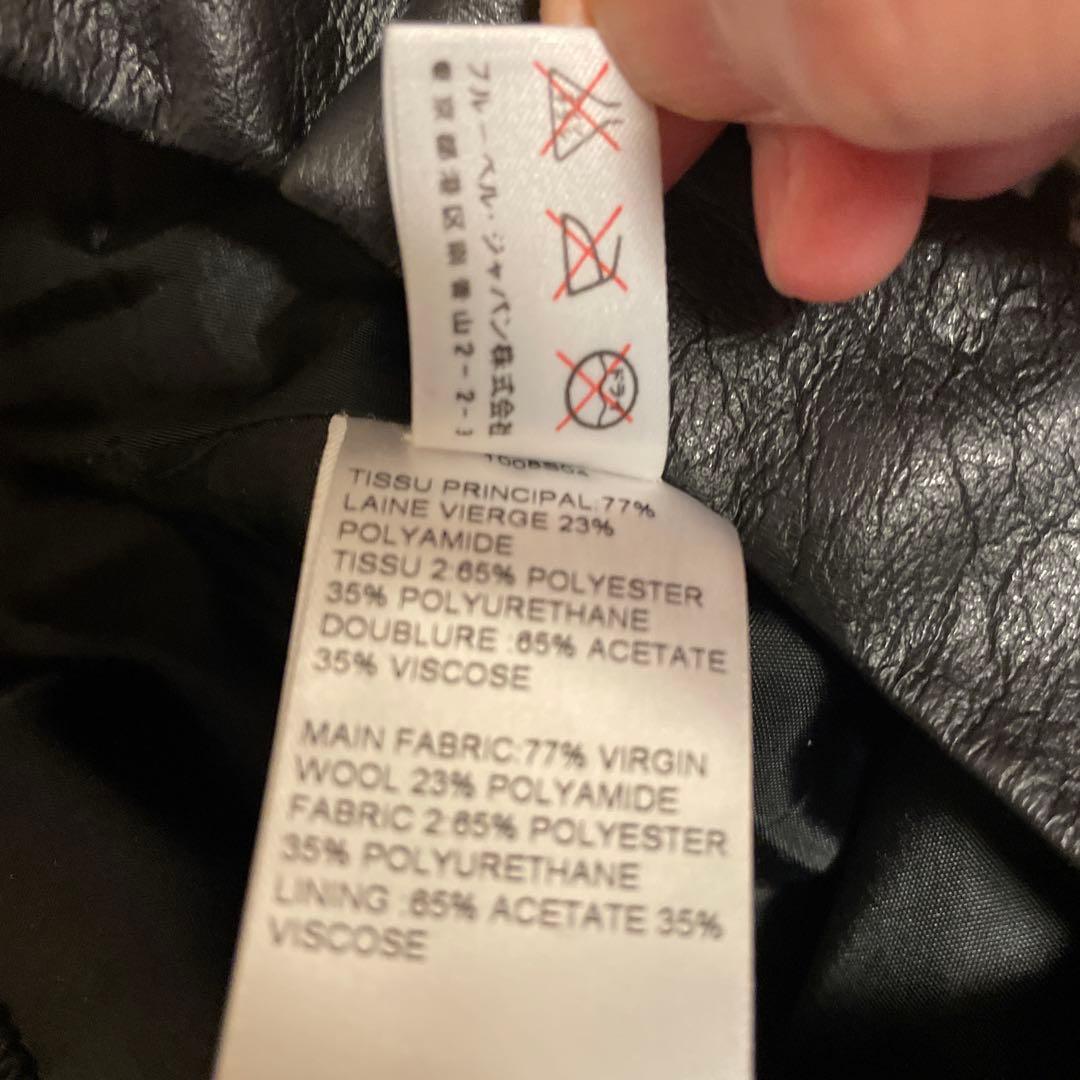 ブルーベル・ジャパン株式会社
東京都港区南青山2-2-3
ドライ
TISSU PRINCIPAL:77%
LAINE VIERGE 23%
POLYAMIDE
TISSU 2:65% POLYESTER
35% POLYURETHANE
DOUBLURE :65% ACETATE
35% VISCOSE
MAIN FABRIC:77% VIRGIN
WOOL 23% POLYAMIDE
FABRIC 2:65% POLYESTER
35% POLYURETHANE
LINING :65% ACETATE 35%
VISCOSE